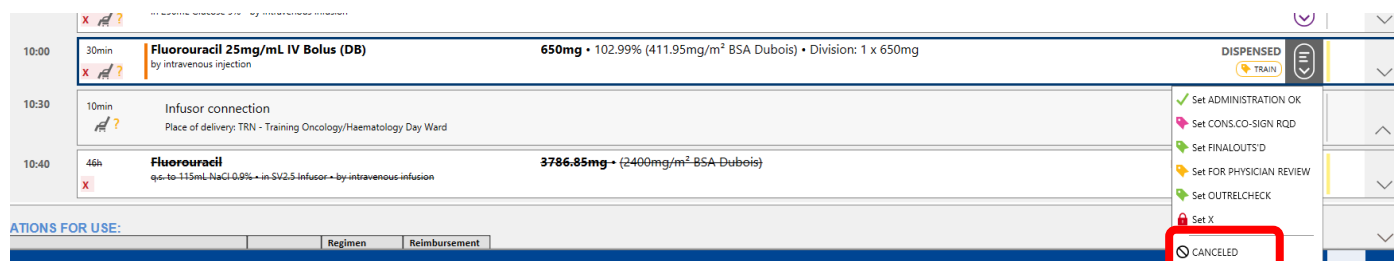 10:00
30min
Fluorouracil 25mg/mL IV Bolus (DB)
650mg • 102.99% (411.95mg/m² BSA Dubois) • Division: 1 x 650mg
DISPENSED
by intravenous injection
X ?
TRAIN
10:30
10min
Infusor connection
?
Place of delivery: TRN - Training Oncology/Haematology Day Ward
10:40
46h
Fluorouracil
3786.85mg • (2400mg/m² BSA Dubois)
q.s. to 115mL NaCl 0.9% • in SV2.5 Infusor • by intravenous infusion
X
Set ADMINISTRATION OK
Set CONS.CO-SIGN RQD
Set FINALOUTS'D
Set FOR PHYSICIAN REVIEW
Set OUTRELCHECK
Set X
CANCELED
ATIONS FOR USE:
Regimen Reimbursement